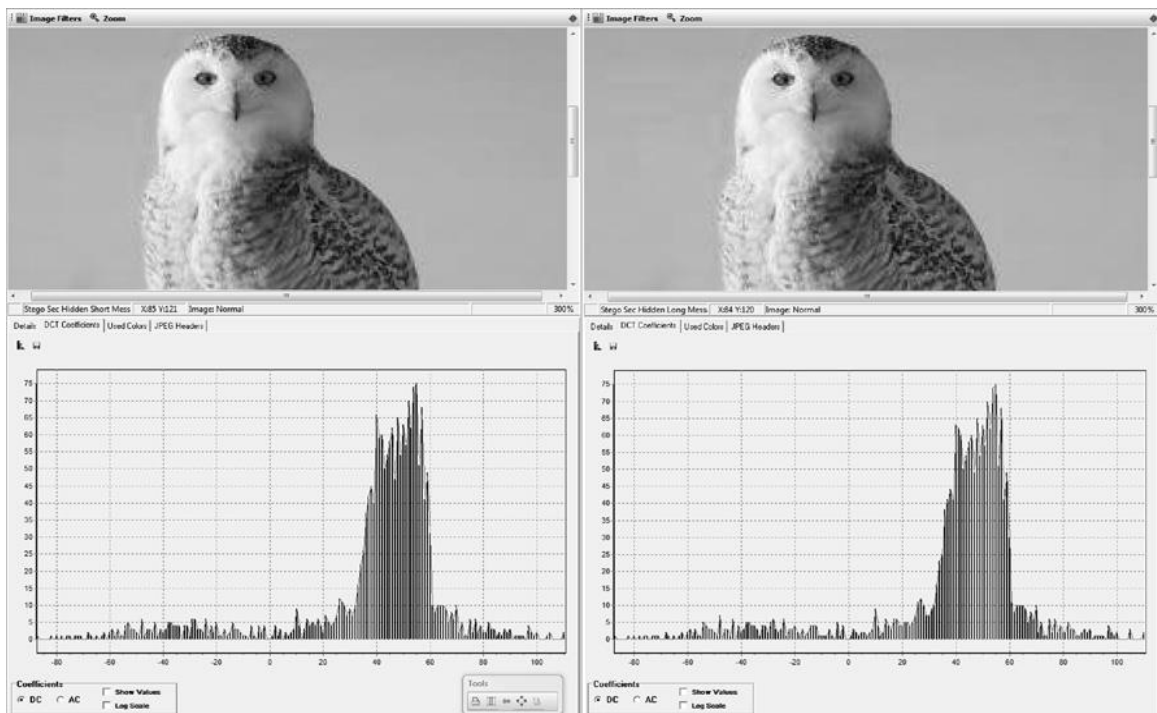 Image Filters Zoom
Stego Sec Hidden Short Mess X:85 Y:121 Image: Normal 300%
Details DCT Coefficients Used Colors JPEG Headers
75
70
65
60
55
50
45
40
35
30
25
20
15
10
5
0
-80 -60 -40 -20 0 20 40 60 80 100
Coefficients
DC AC Show Values
Log Scale
Tools
Image Filters Zoom
Stego Sec Hidden Long Mess X:84 Y:120 Image: Normal 300%
Details DCT Coefficients Used Colors JPEG Headers
75
70
65
60
55
50
45
40
35
30
25
20
15
10
5
0
-80 -60 -40 -20 0 20 40 60 80 100
Coefficients
DC AC Show Values
Log Scale